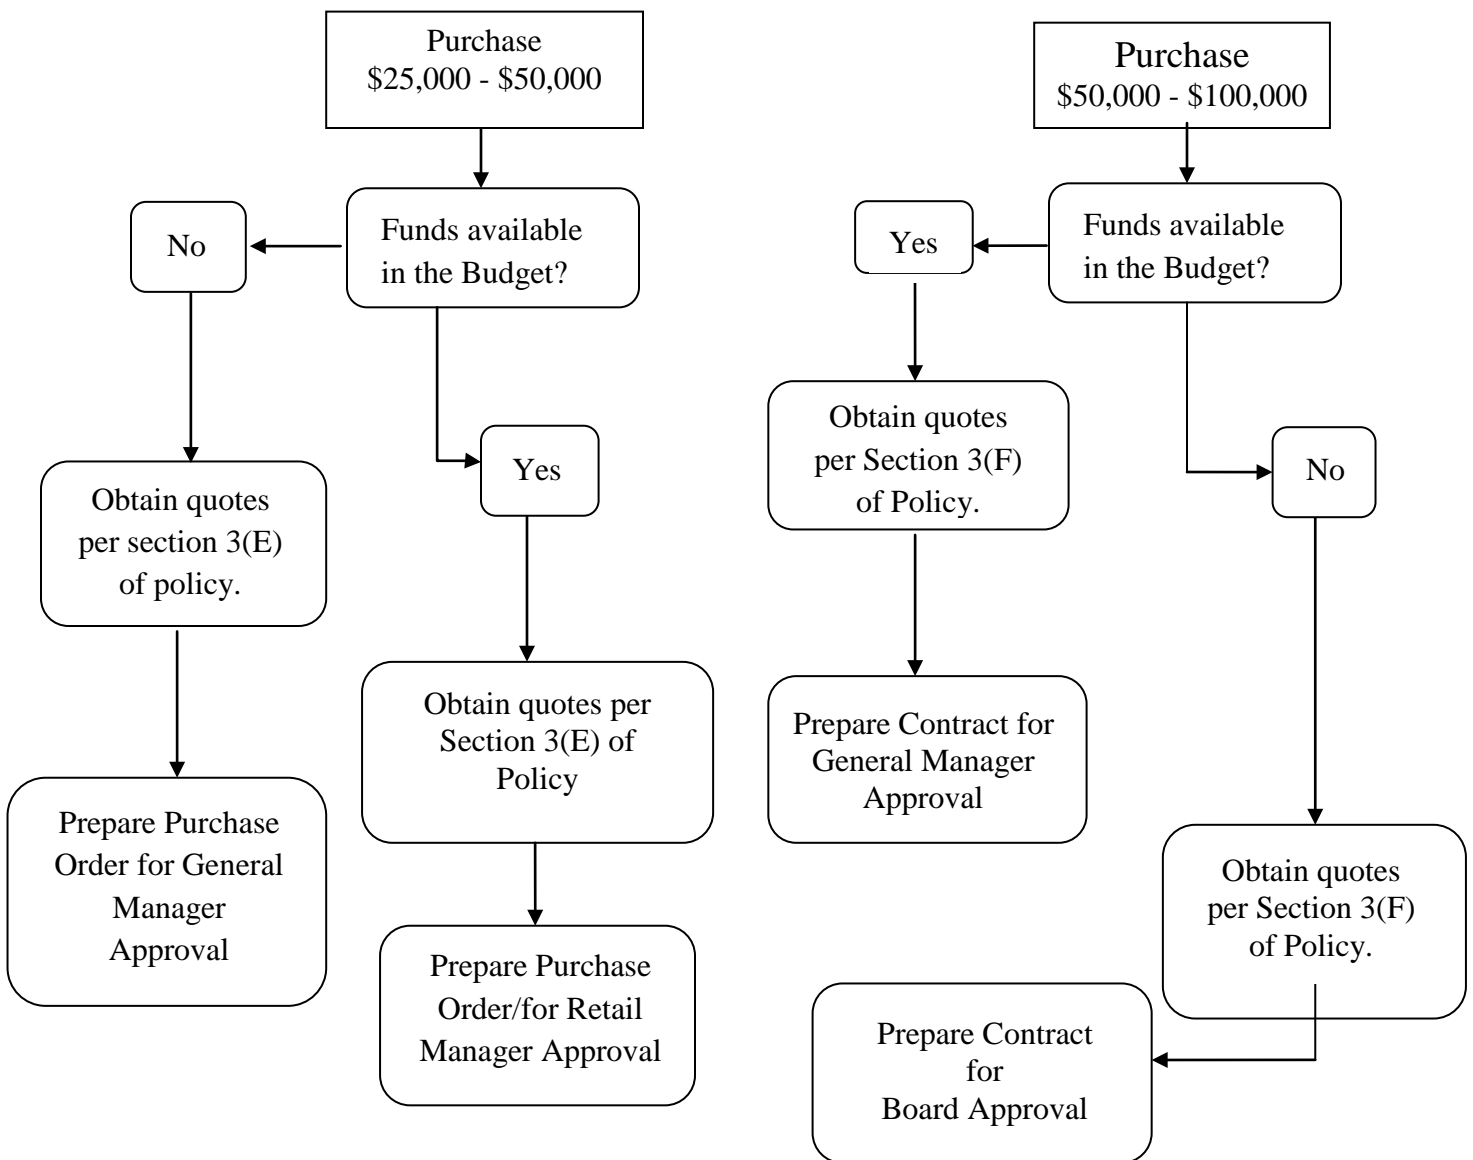 Purchase
$25,000 - $50,000
Funds available
in the Budget?
No
Obtain quotes
per section 3(E)
of policy.
Prepare Purchase
Order for General
Manager
Approval
Yes
Obtain quotes per
Section 3(E) of
Policy
Prepare Purchase
Order/for Retail
Manager Approval
Purchase
$50,000 - $100,000
Funds available
in the Budget?
Yes
Obtain quotes
per Section 3(F)
of Policy.
Prepare Contract for
General Manager
Approval
No
Obtain quotes
per Section 3(F)
of Policy.
Prepare Contract
for
Board Approval